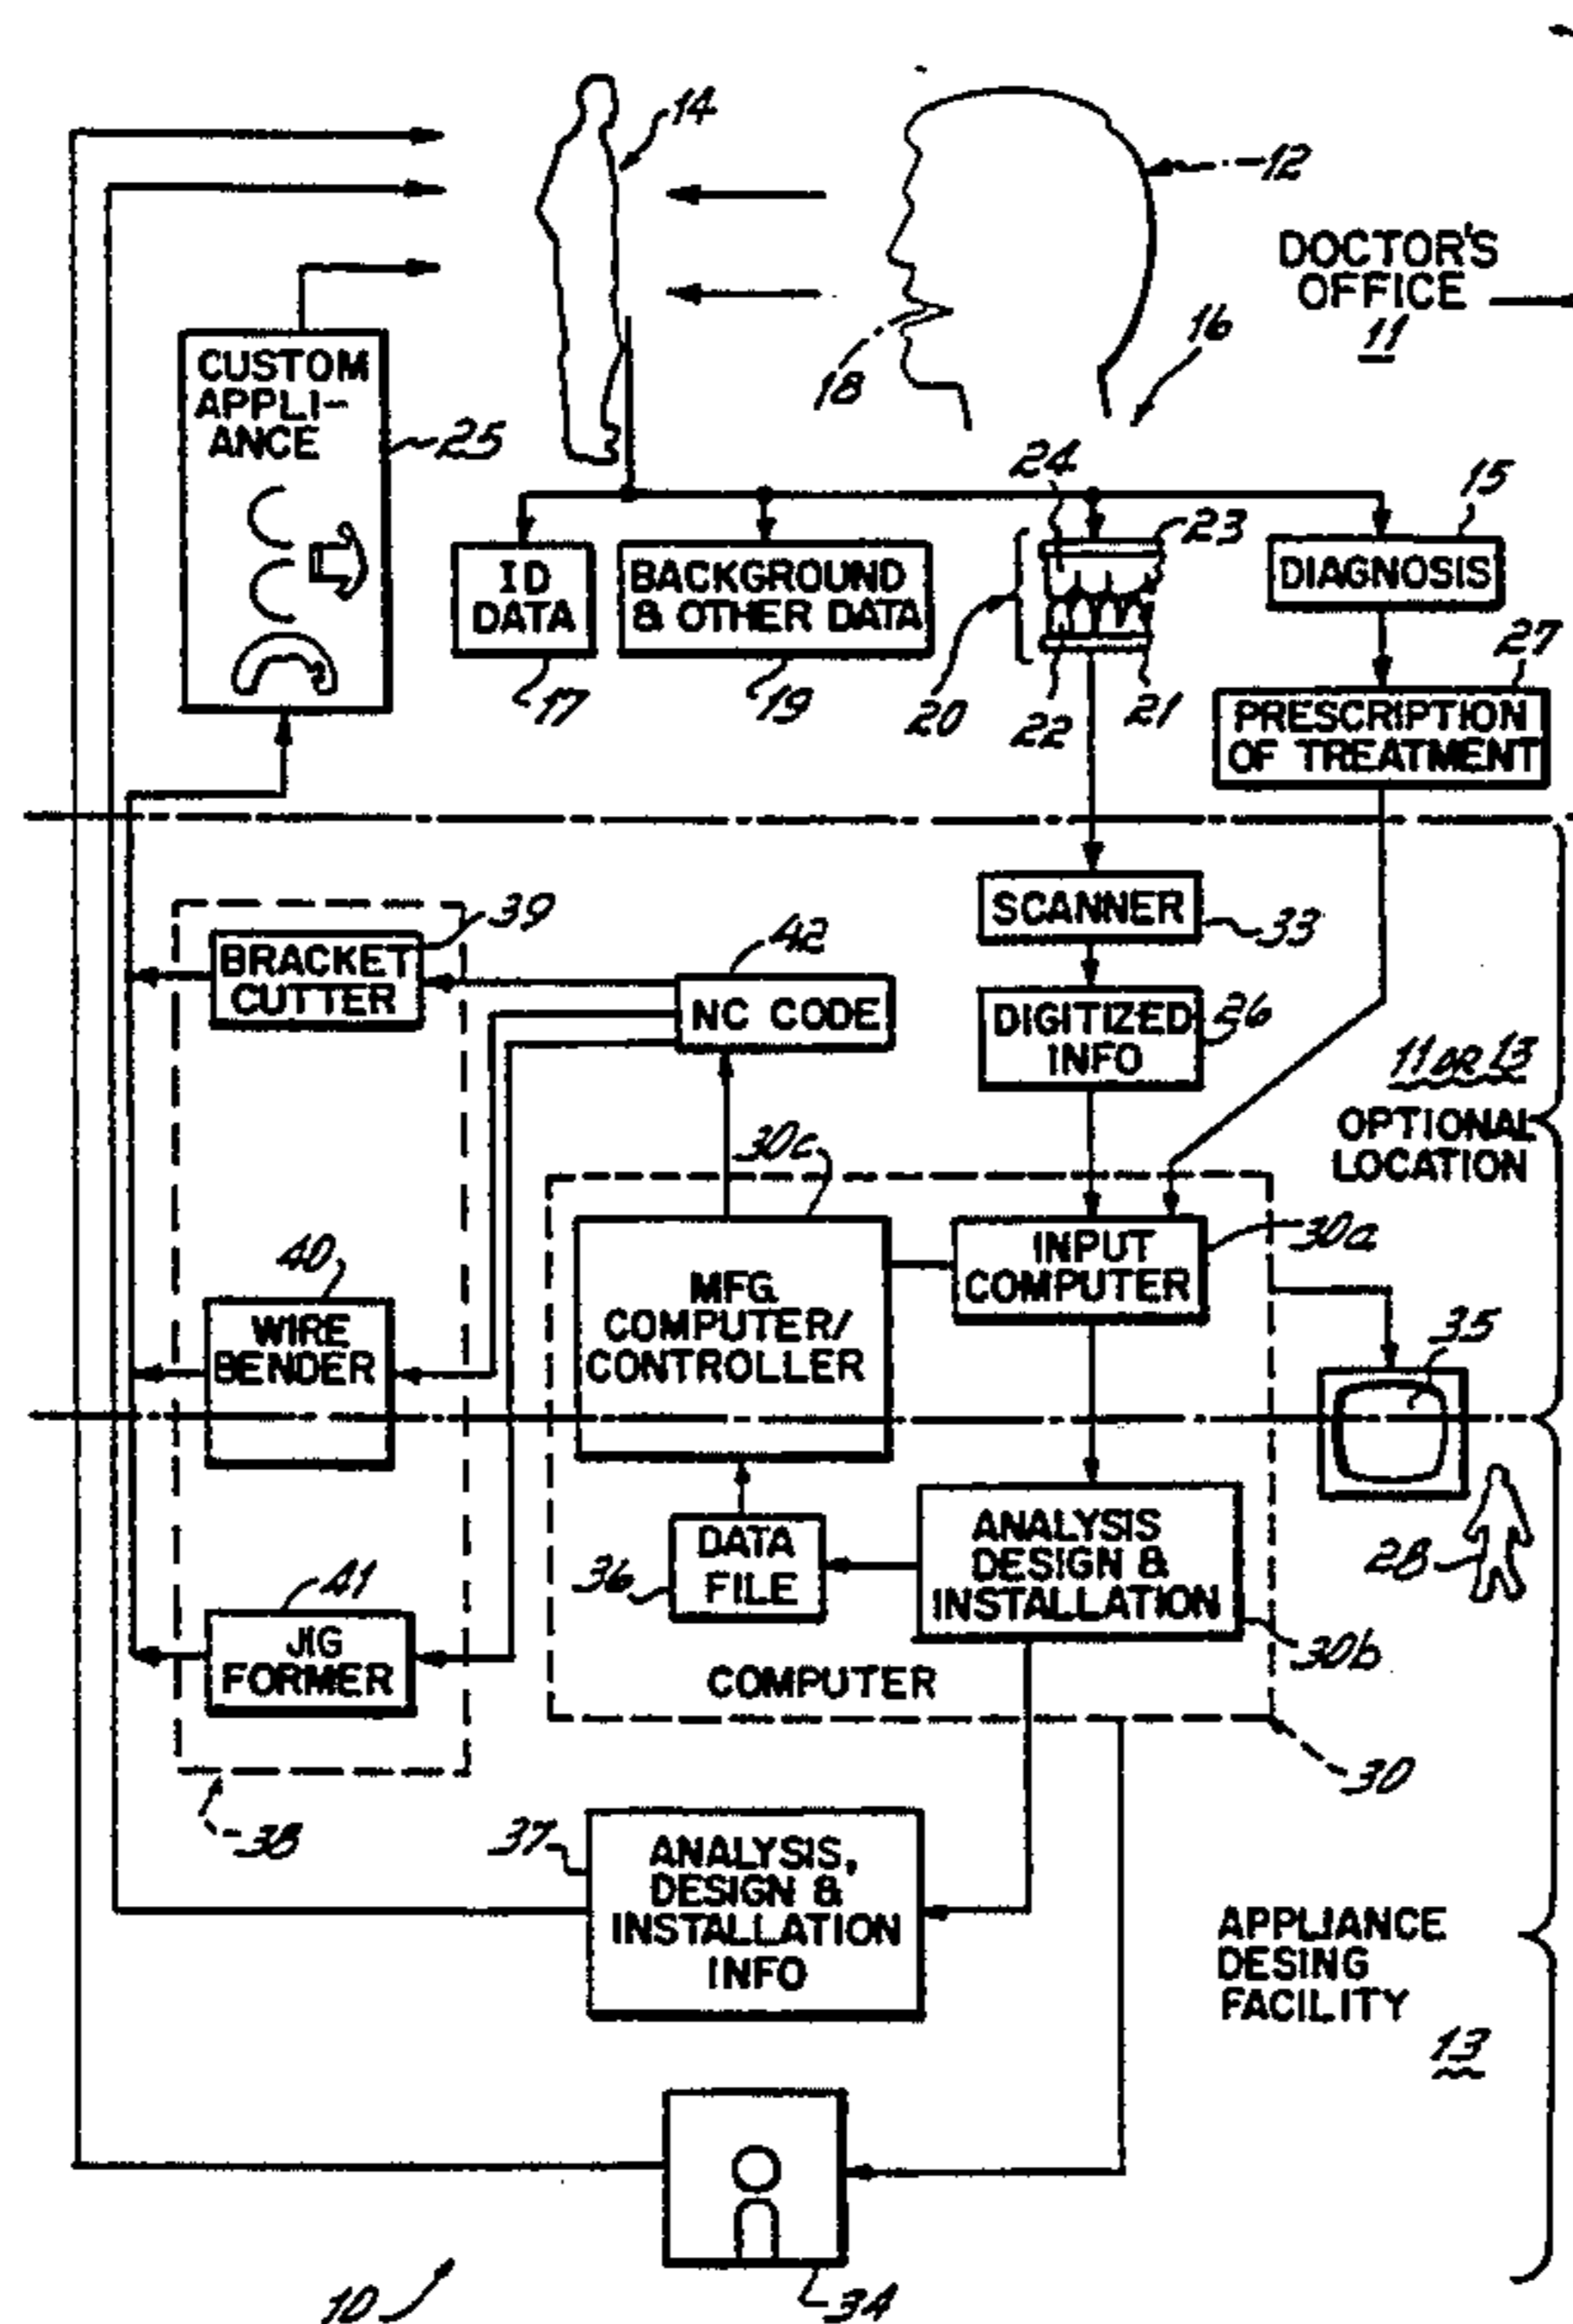 14
12
DOCTOR'S
OFFICE
11
16
18
CUSTOM
APPLI-
ANCE
25
24
15
23
ID
DATA
BACKGROUND
& OTHER DATA
DIAGNOSIS
20
27
17
19
22
21
PRESCRIPTION
OF TREATMENT
39
SCANNER
33
BRACKET
CUTTER
42
NC CODE
DIGITIZED
INFO
26
11 OR 13
OPTIONAL
LOCATION
30c
INPUT
COMPUTER
30a
40
MFG.
COMPUTER/
CONTROLLER
WIRE
BENDER
35
DATA
FILE
36
ANALYSIS
DESIGN &
INSTALLATION
28
41
JIG
FORMER
30b
COMPUTER
30
38
37
ANALYSIS,
DESIGN &
INSTALLATION
INFO
APPLIANCE
DESING
FACILITY
13
10
34